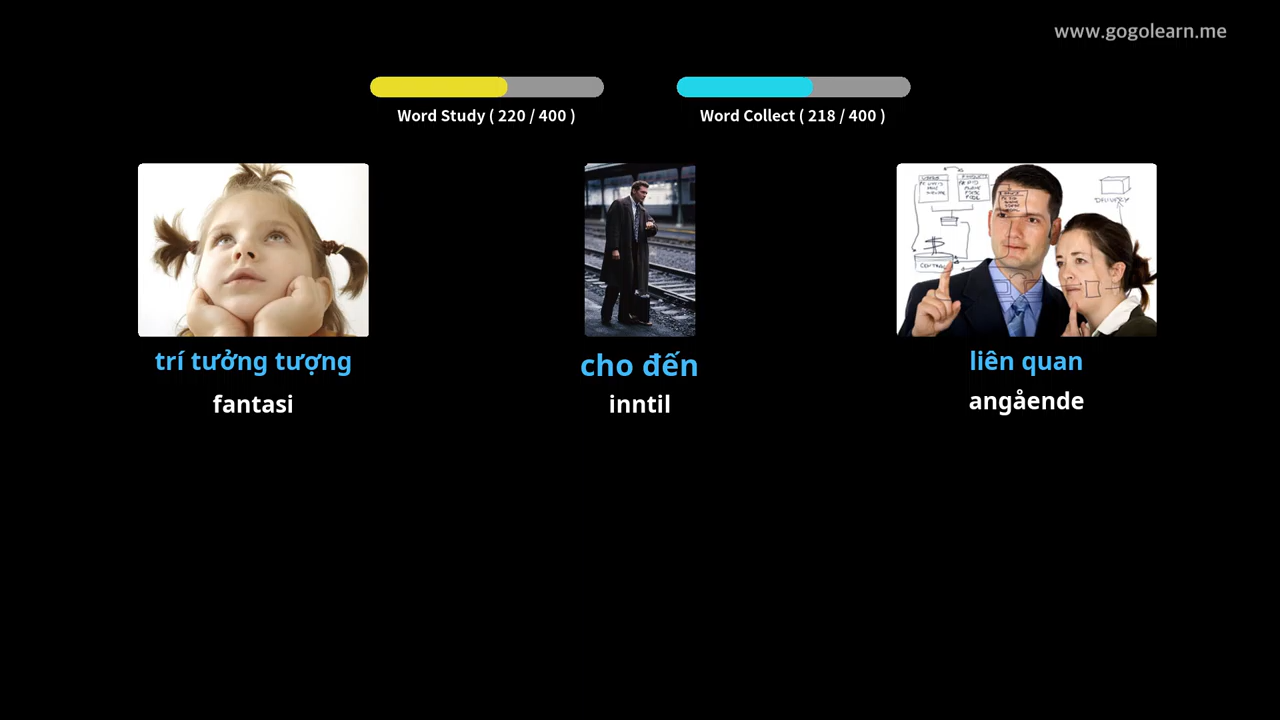 www.gogolearn.me
Word Study ( 220 / 400 )
Word Collect ( 218 / 400 )
trí tưởng tượng
cho đến
liên quan
fantasi
inntil
angående